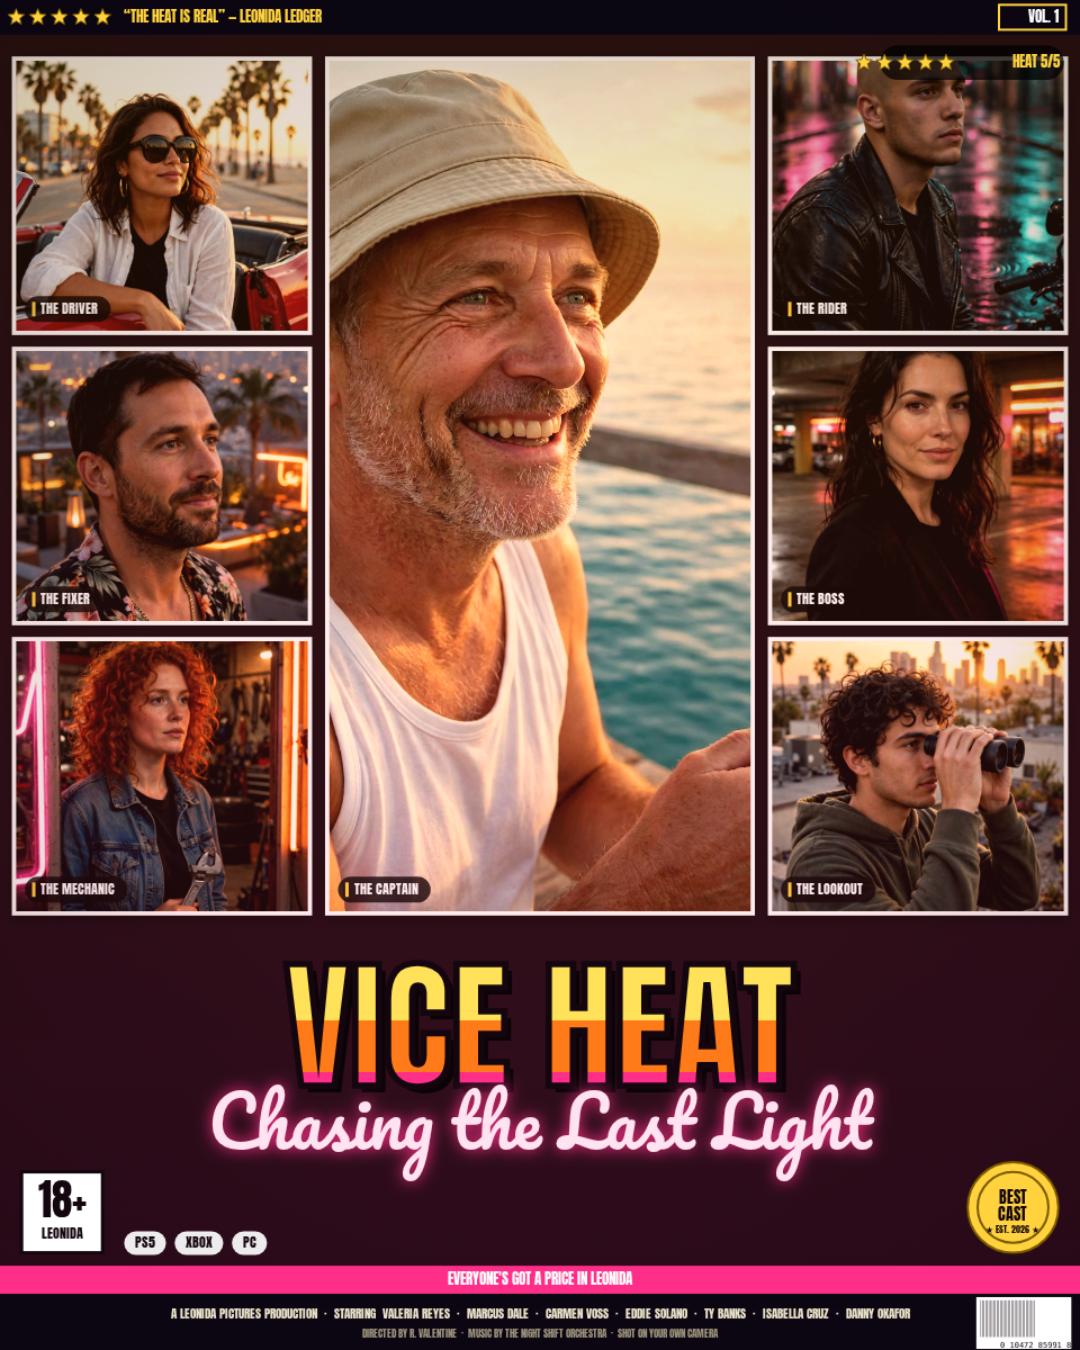 ★★★★★ “THE HEAT IS REAL” – LEONIDA LEDGER
VOL. 1
★★★★★ HEAT 5/5
THE DRIVER
THE RIDER
THE FIXER
THE BOSS
THE MECHANIC
THE CAPTAIN
THE LOOKOUT
VICE HEAT
Chasing the Last Light
18+
LEONIDA
PS5 XBOX PC
BEST
CAST
★ EST. 2026 ★
EVERYONE'S GOT A PRICE IN LEONIDA
A LEONIDA PICTURES PRODUCTION · STARRING VALERIA REYES · MARCUS DALE · CARMEN VOSS · EDDIE SOLANO · TY BANKS · ISABELLA CRUZ · DANNY OKAFOR
DIRECTED BY R. VALENTINE · MUSIC BY THE NIGHT SHIFT ORCHESTRA · SHOT ON YOUR OWN CAMERA
0 10472 85991 8